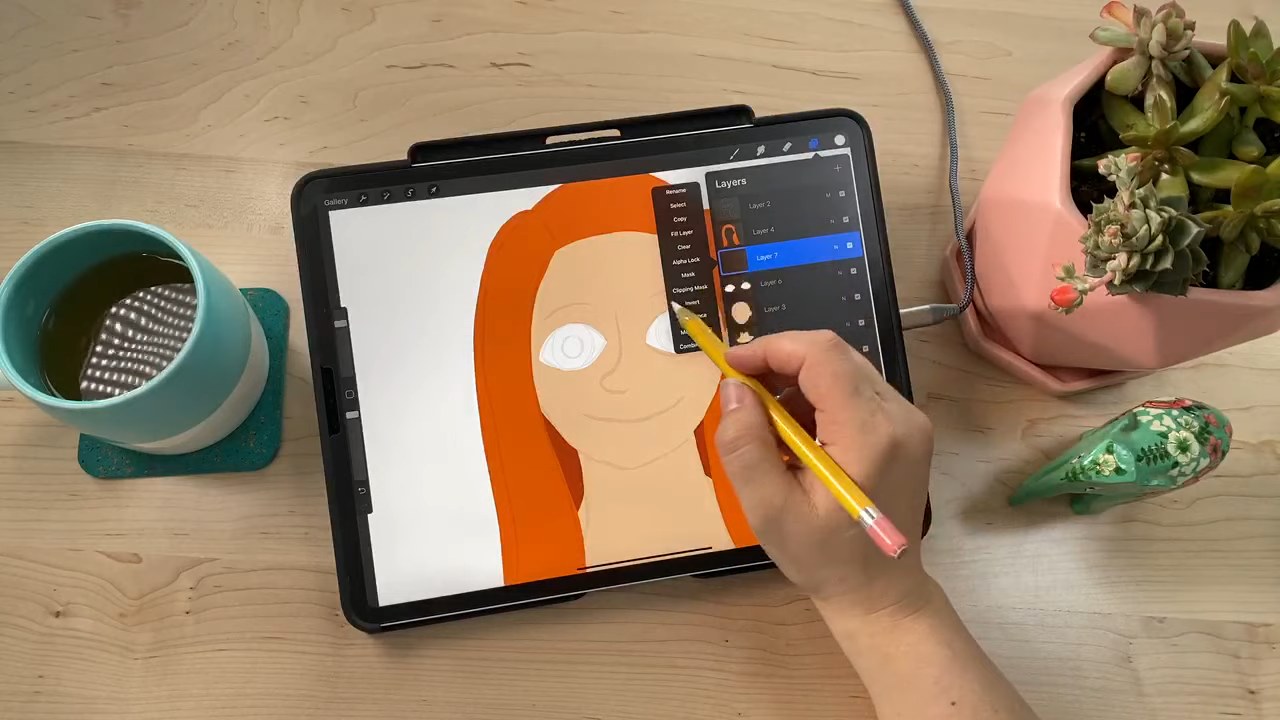 Gallery
Rename
Select
Copy
Fill Layer
Clear
Alpha Lock
Mask
Clipping Mask
Invert
Layers
Layer 2
M
Layer 4
N
Layer 7
N
Layer 6
N
Layer 3
N
N